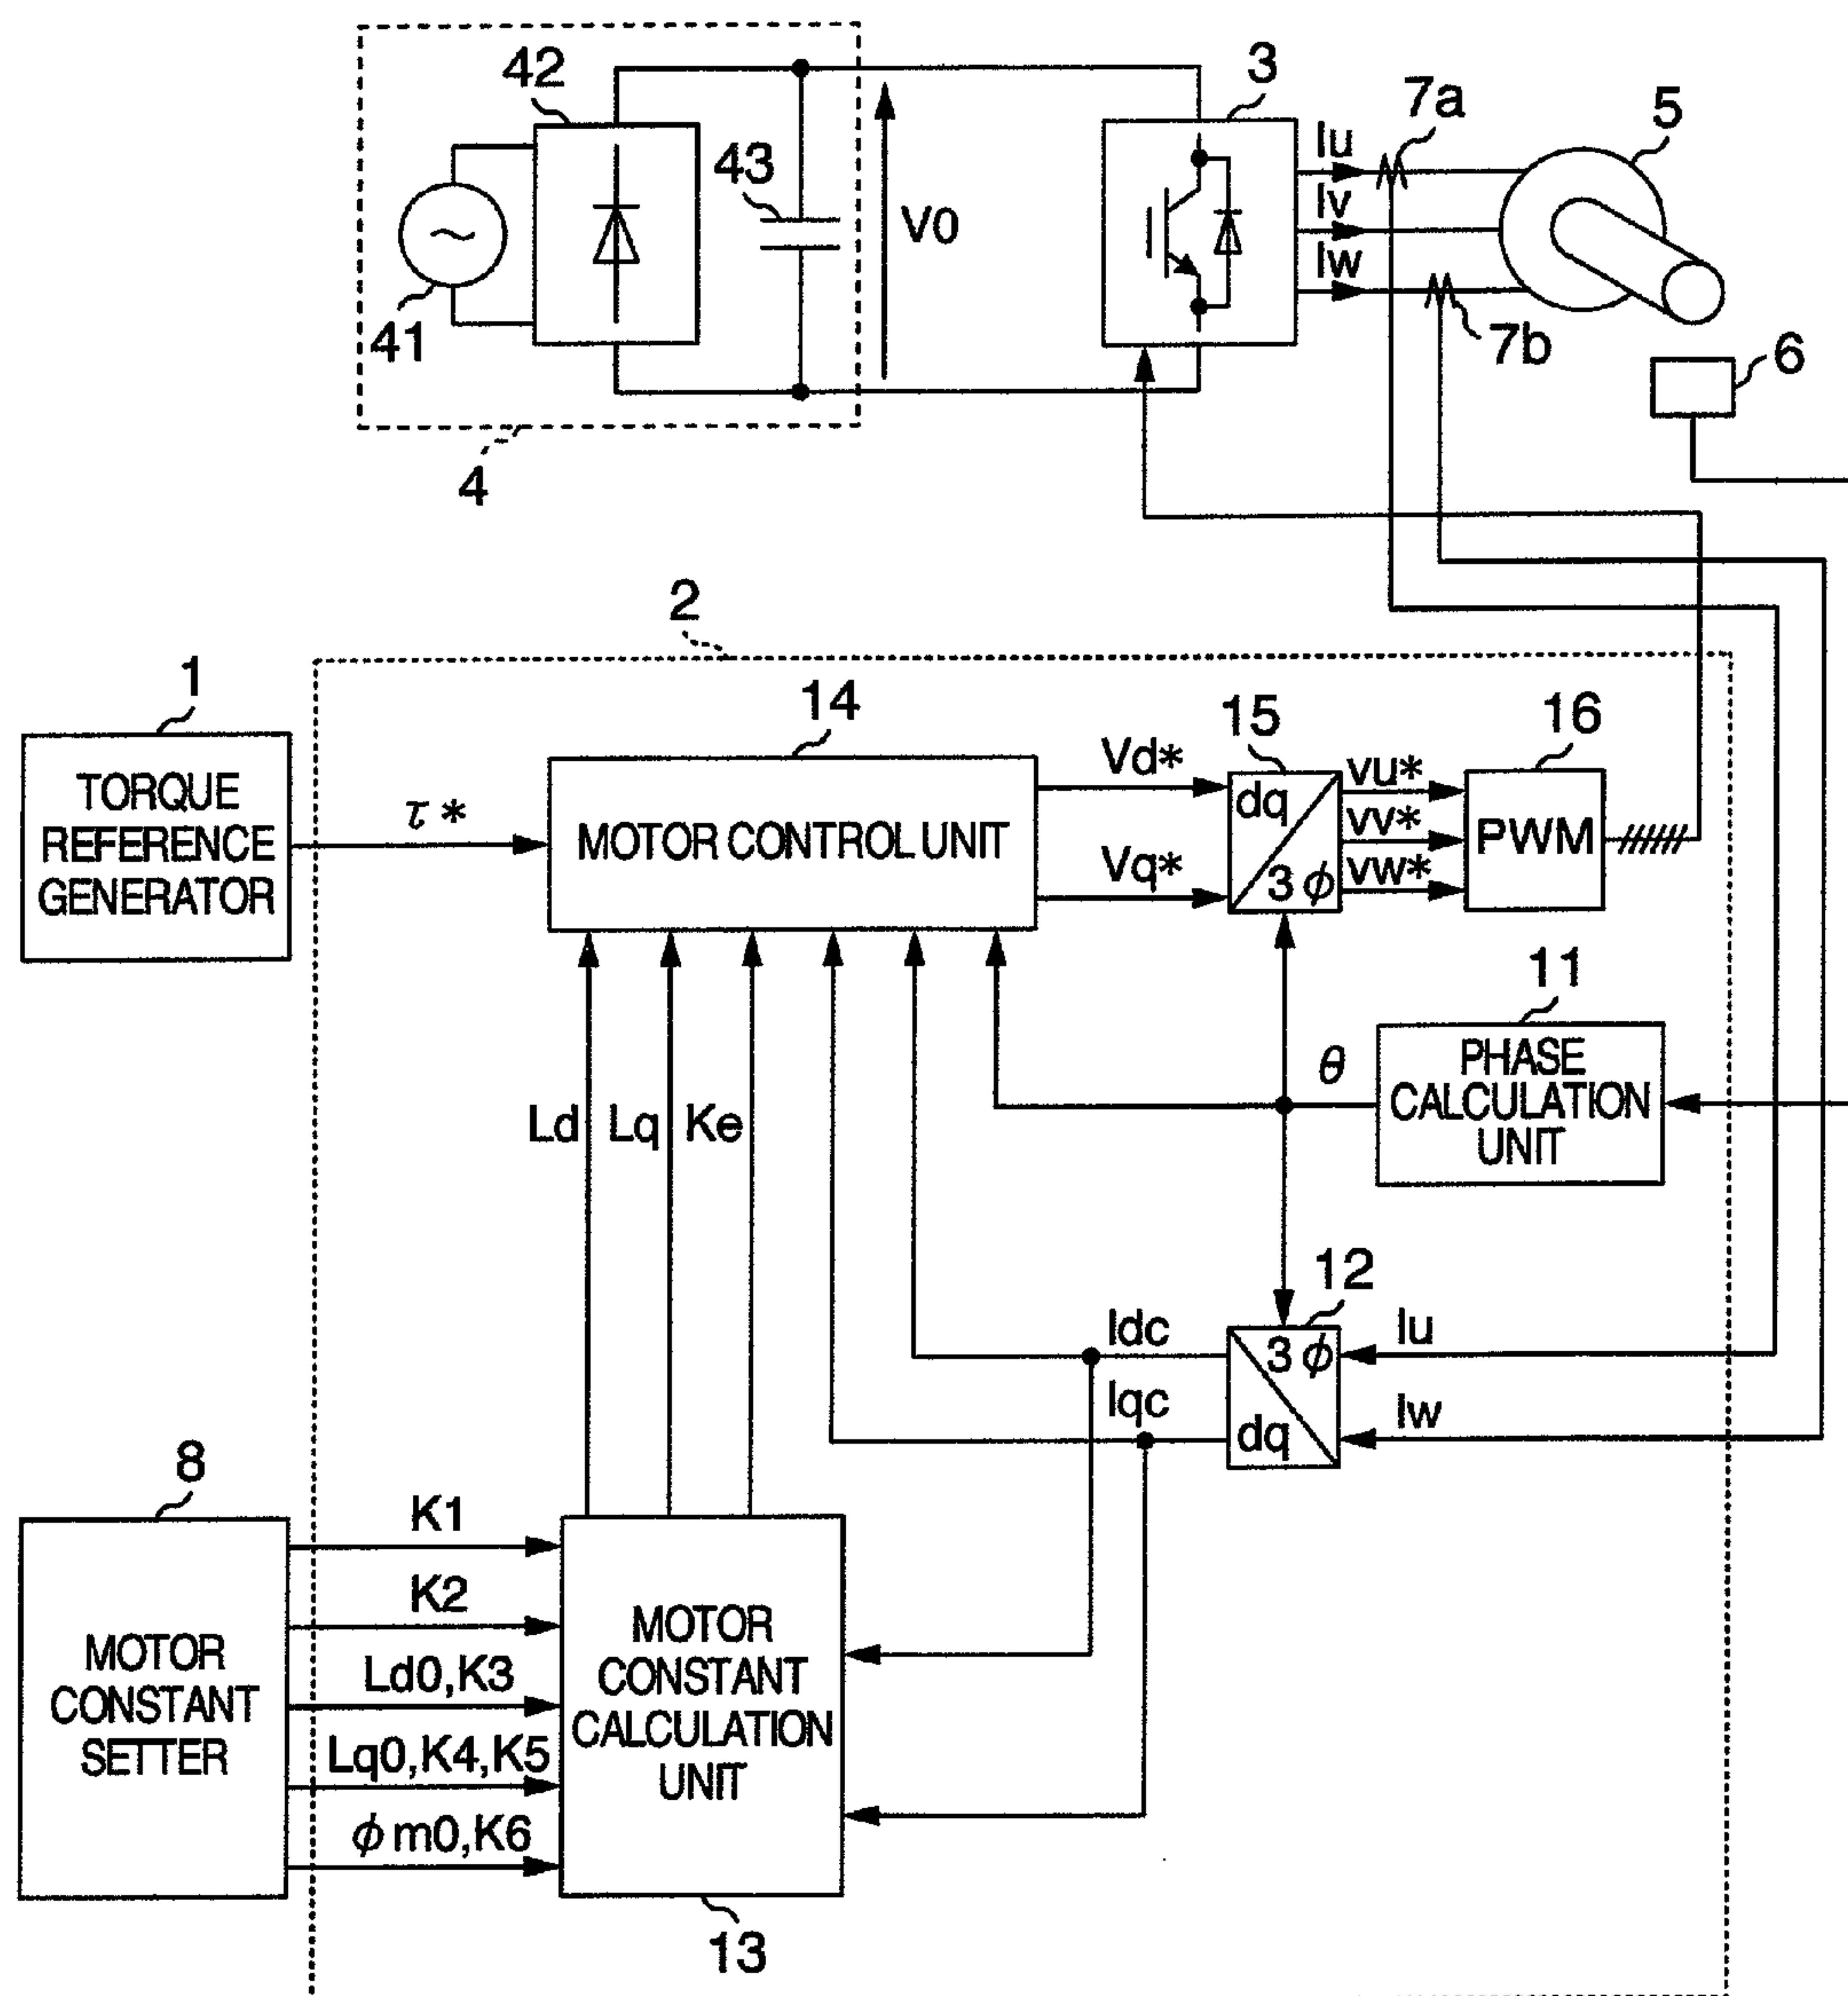 42
3
7a
5
43
V0
Iu
Iv
Iw
41
7b
6
4
2
1
14
15
16
TORQUE
REFERENCE
GENERATOR
τ*
MOTOR CONTROL UNIT
Vd*
Vq*
dq
3φ
vu*
vv*
vw*
PWM
11
θ
PHASE
CALCULATION
UNIT
Ld
Lq
Ke
12
Idc
Iqc
3φ
dq
Iu
Iw
8
K1
K2
Ld0,K3
Lq0,K4,K5
φm0,K6
MOTOR
CONSTANT
SETTER
MOTOR
CONSTANT
CALCULATION
UNIT
13